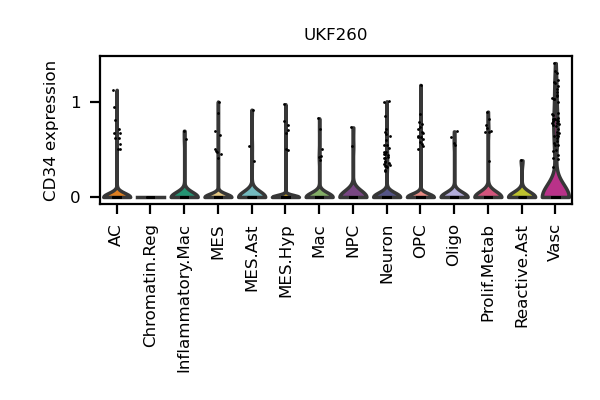 UKF260
CD34 expression
1
0
AC
Chromatin.Reg
Inflammatory.Mac
MES
MES.Ast
MES.Hyp
Mac
NPC
Neuron
OPC
Oligo
Prolif.Metab
Reactive.Ast
Vasc